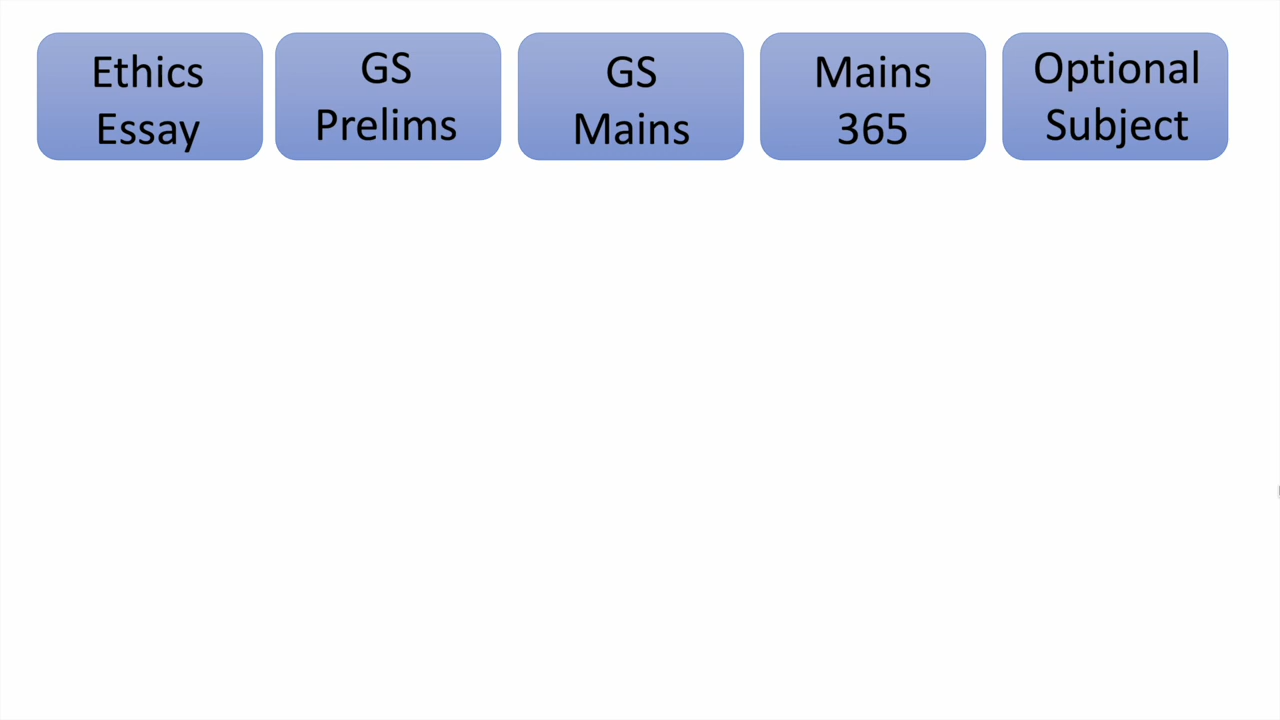 Ethics
Essay
GS
Prelims
GS
Mains
Mains
365
Optional
Subject